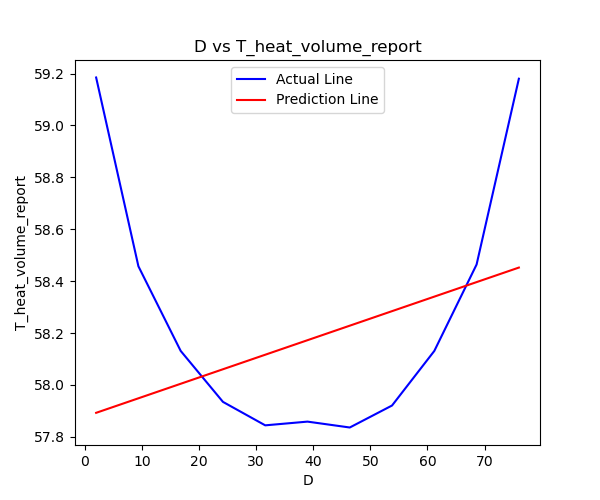 D vs T_heat_volume_report
Actual Line
Prediction Line
59.2
59.0
58.8
58.6
58.4
58.2
58.0
57.8
T_heat_volume_report
0 10 20 30 40 50 60 70
D